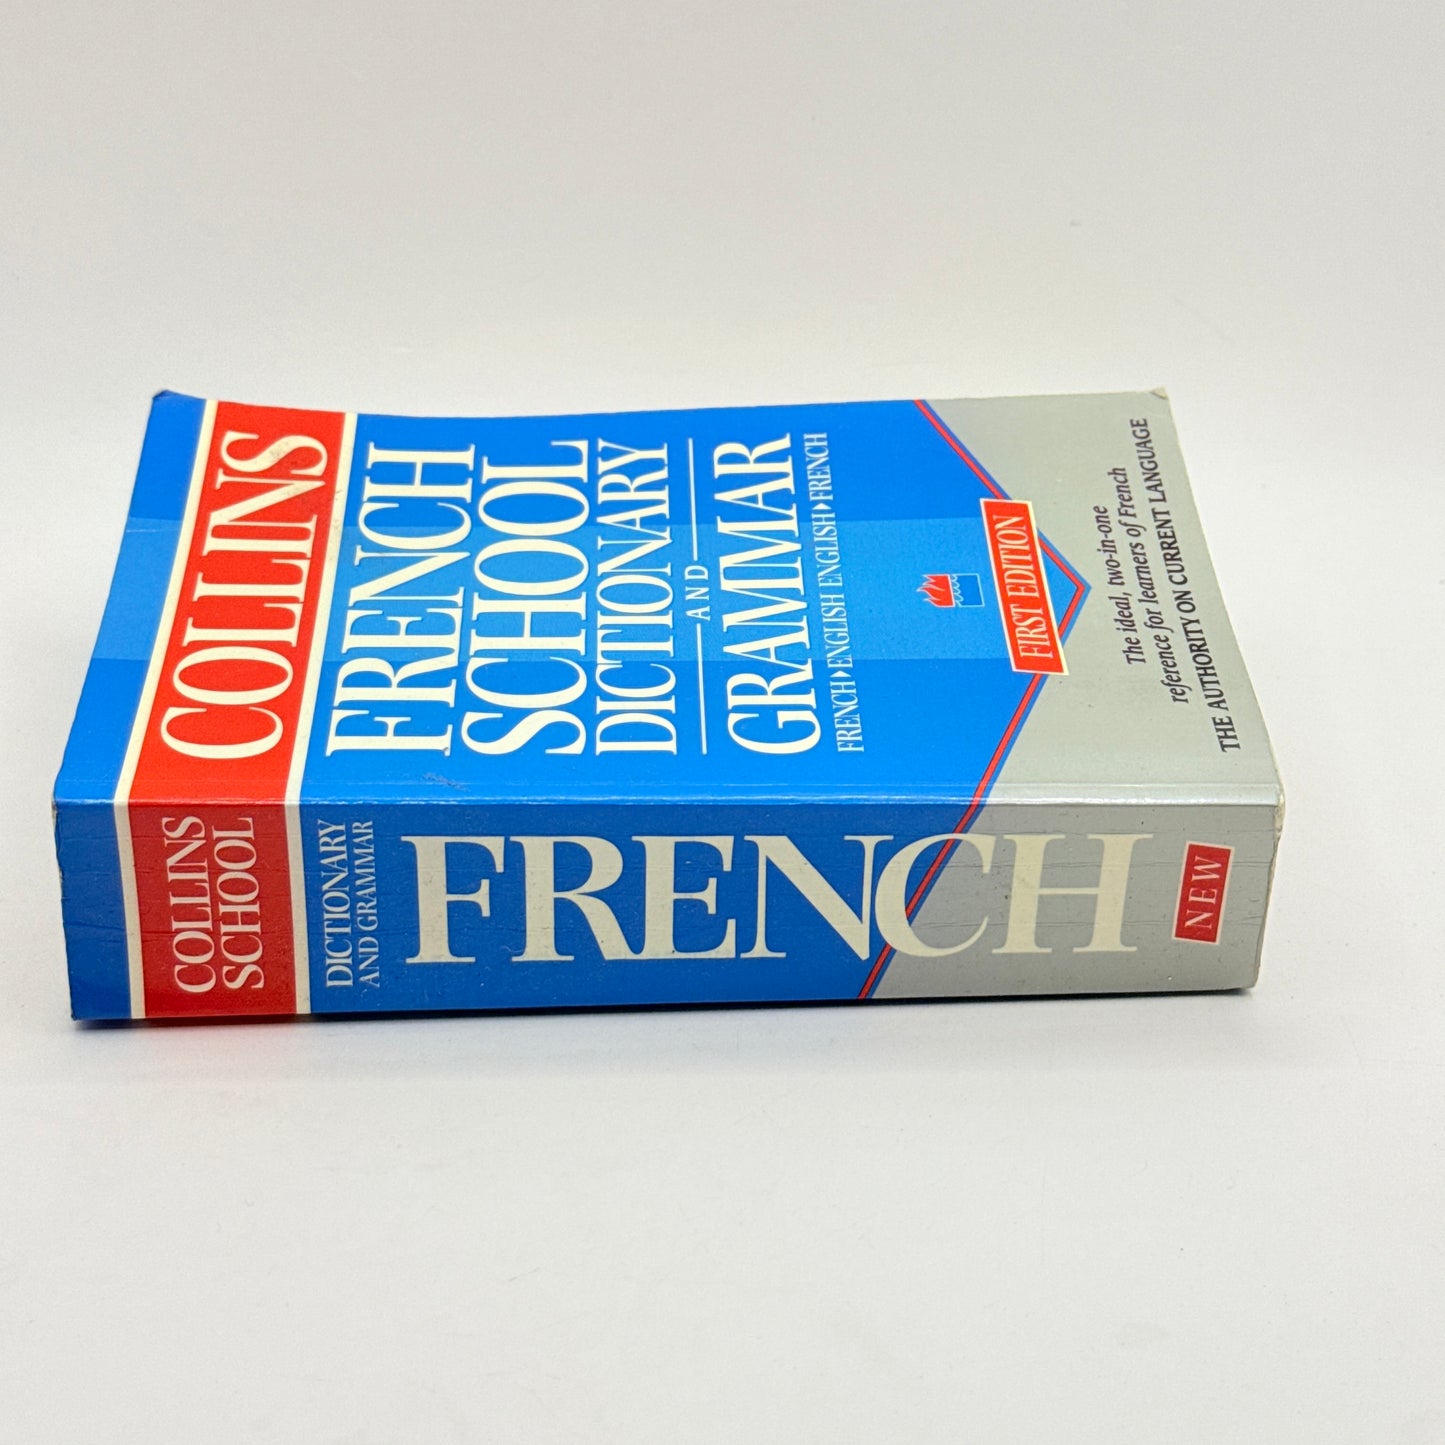 COLLINS
FRENCH
SCHOOL
DICTIONARY
AND
GRAMMAR
FRENCH♦ENGLISH ENGLISH♦FRENCH
FIRST EDITION
The ideal, two-in-one
reference for learners of French
THE AUTHORITY ON CURRENT LANGUAGE
COLLINS
SCHOOL
DICTIONARY
AND GRAMMAR
FRENCH
NEW